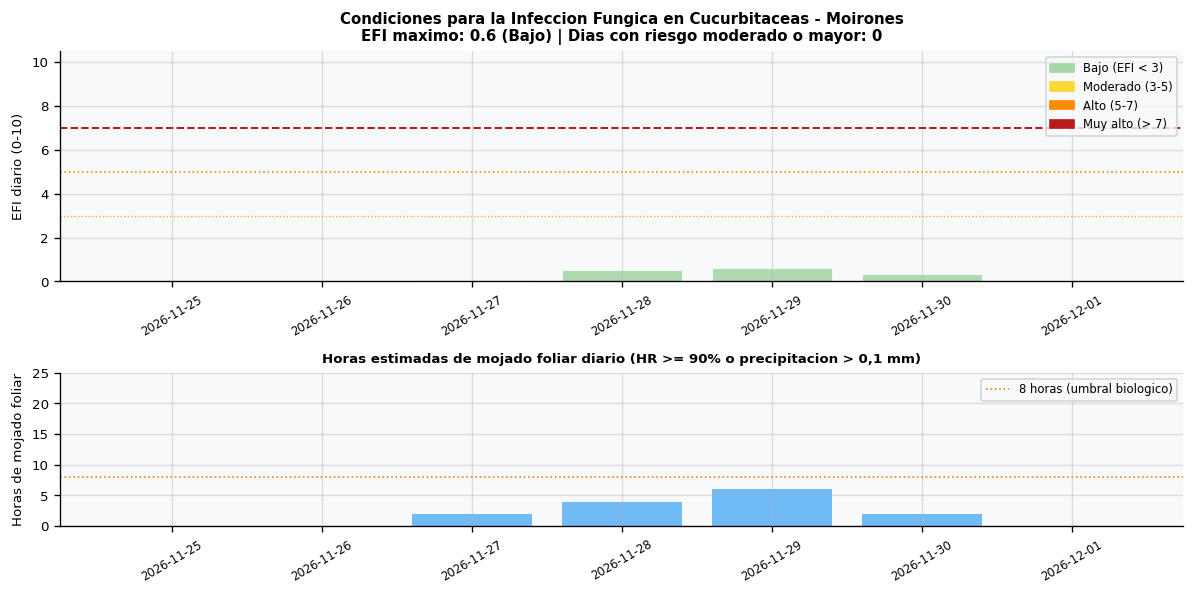 Condiciones para la Infeccion Fungica en Cucurbitaceas - Moirones
EFI maximo: 0.6 (Bajo) | Dias con riesgo moderado o mayor: 0
EFI diario (0-10)
10
8
6
4
2
0
Bajo (EFI < 3)
Moderado (3-5)
Alto (5-7)
Muy alto (> 7)
2026-11-25
2026-11-26
2026-11-27
2026-11-28
2026-11-29
2026-11-30
2026-12-01
Horas estimadas de mojado foliar diario (HR >= 90% o precipitacion > 0,1 mm)
Horas de mojado foliar
25
20
15
10
5
0
8 horas (umbral biologico)
2026-11-25
2026-11-26
2026-11-27
2026-11-28
2026-11-29
2026-11-30
2026-12-01